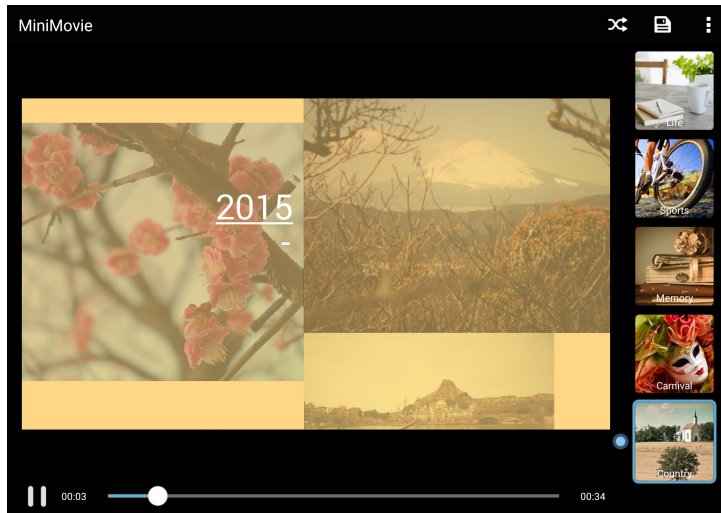 MiniMovie
2015
-
Life
Sports
Memory
Carnival
Country
00:03
00:34